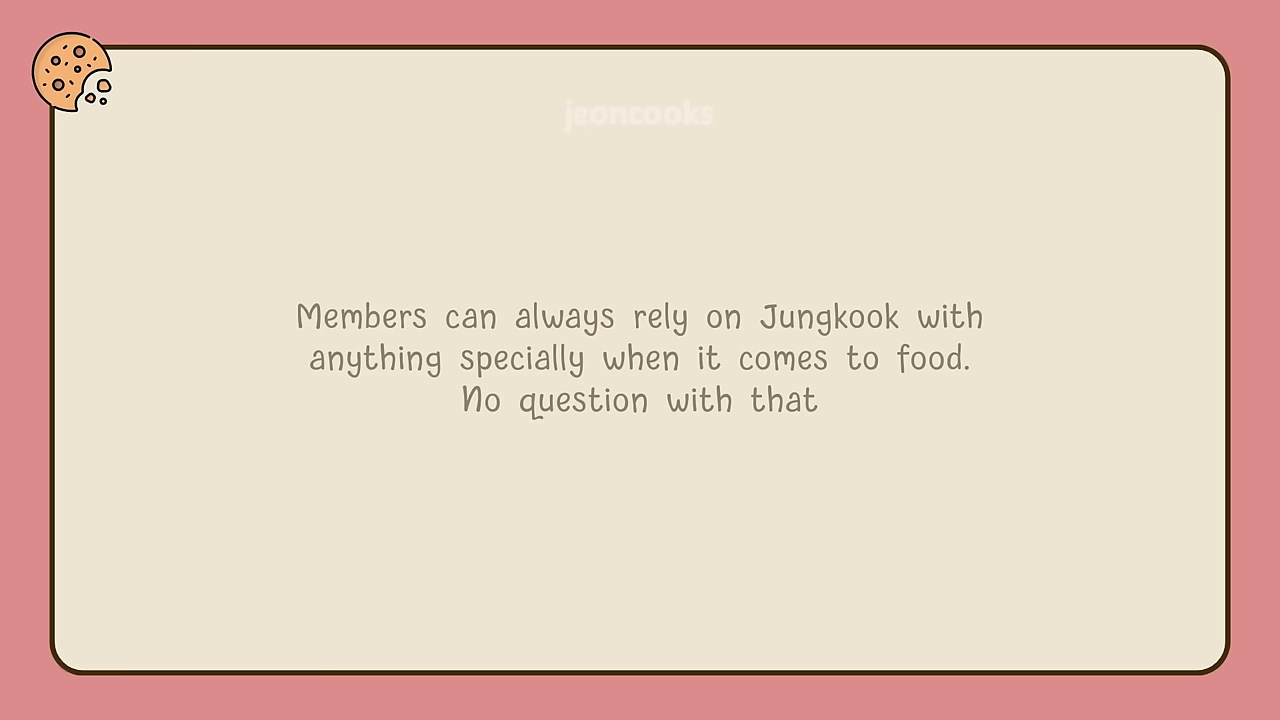 jeoncooks
Members can always rely on Jungkook with
anything specially when it comes to food.
No question with that